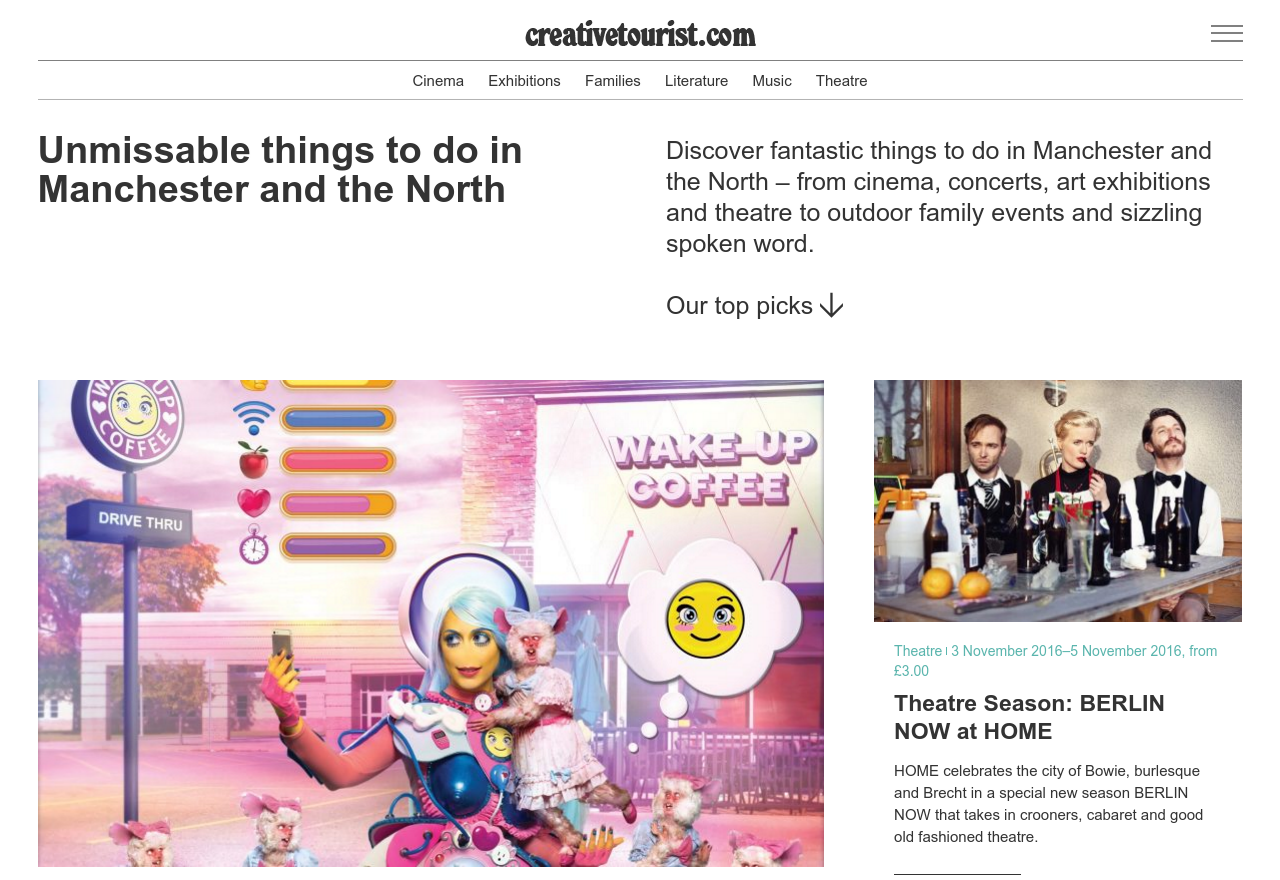 creativetourist.com
Cinema Exhibitions Families Literature Music Theatre
Unmissable things to do in
Manchester and the North
Discover fantastic things to do in Manchester and
the North – from cinema, concerts, art exhibitions
and theatre to outdoor family events and sizzling
spoken word.
Our top picks
UP
COFFEE
DRIVE THRU
WAKE-UP
COFFEE
Theatre | 3 November 2016–5 November 2016, from
£3.00
Theatre Season: BERLIN
NOW at HOME
HOME celebrates the city of Bowie, burlesque
and Brecht in a special new season BERLIN
NOW that takes in crooners, cabaret and good
old fashioned theatre.